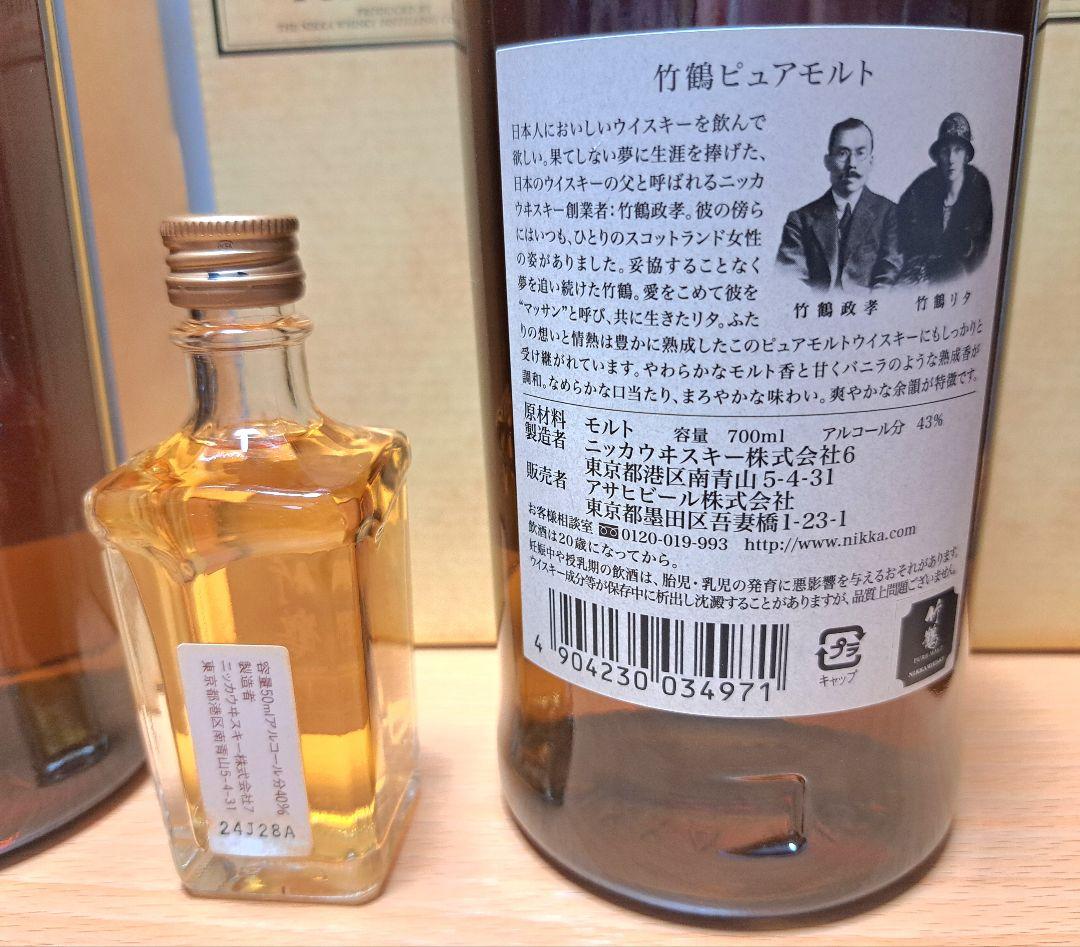 PRODUCED BY
THE NIKKA WHISKY DISTILLING CO
竹鶴ピュアモルト
日本人においしいウイスキーを飲んで
欲しい。果てしない夢に生涯を捧げた、
日本のウイスキーの父と呼ばれるニッカ
ウヰスキー創業者：竹鶴政孝。彼の傍ら
にはいつも、ひとりのスコットランド女性
の姿がありました。妥協することなく
夢を追い続けた竹鶴。愛をこめて彼を
“マッサン”と呼び、共に生きたリタ。ふた
りの想いと情熱は豊かに熟成したこのピュアモルトウイスキーにもしっかりと
受け継がれています。やわらかなモルト香と甘くバニラのような熟成香が
調和。なめらかな口当たり、まろやかな味わい。爽やかな余韻が特徴です。
竹鶴政孝 竹鶴リタ
原材料 モルト 容量 700ml アルコール分 43%
製造者 ニッカウヰスキー株式会社6
東京都港区南青山5-4-31
販売者 アサヒビール株式会社
東京都墨田区吾妻橋1-23-1
お客様相談室 0120-019-993 http://www.nikka.com
飲酒は20歳になってから。
妊娠中や授乳期の飲酒は、胎児・乳児の発育に悪影響を与えるおそれがあります。
ウイスキー成分等が保存中に析出し沈澱することがありますが、品質上問題ございません。
4 904230 034971
プラ
キャップ
竹鶴
PURE MALT
NIKKA WHISKY
容量50mlアルコール分40%
製造者
ニッカウヰスキー株式会社7
東京都港区南青山5-4-31
24J28A